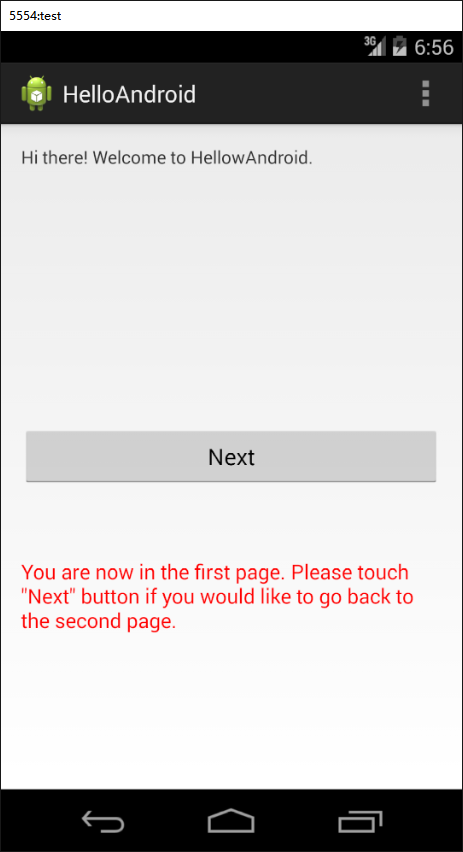 5554:test
3G 6:56
HelloAndroid
Hi there! Welcome to HellowAndroid.
Next
You are now in the first page. Please touch
"Next" button if you would like to go back to
the second page.